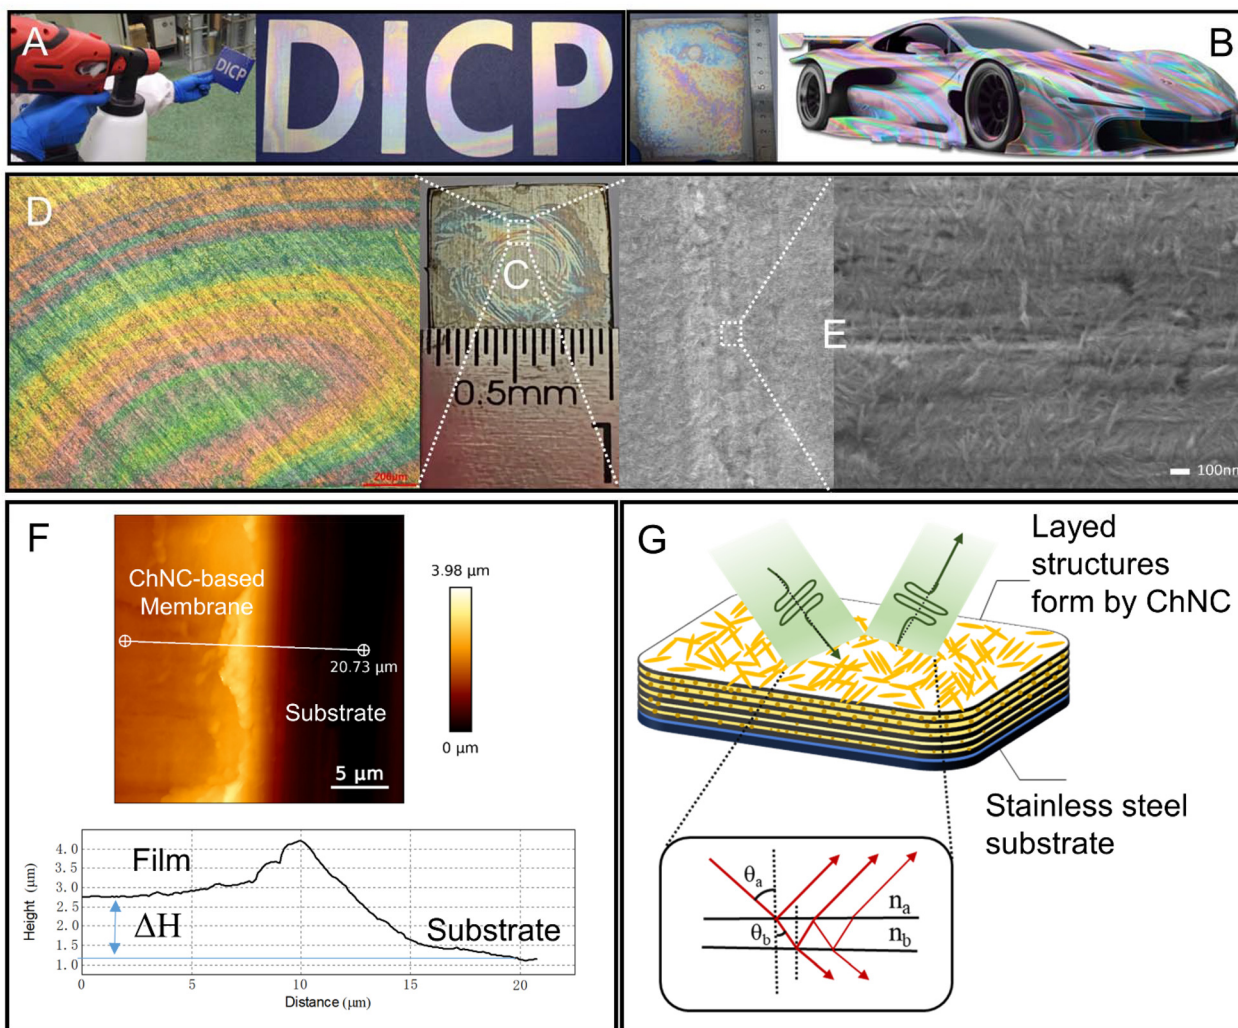 A
DICP
DICP
B
D
200μm
C
0.5mm
E
100nm
F
ChNC-based
Membrane
20.73 μm
Substrate
5 μm
3.98 μm
0 μm
Height (μm)
4.0
3.0
2.5
2.0
1.5
1.0
Film
ΔH
Substrate
0
5
10
15
20
Distance (μm)
G
Layed
structures
form by ChNC
Stainless steel
substrate
θa
θb
na
nb